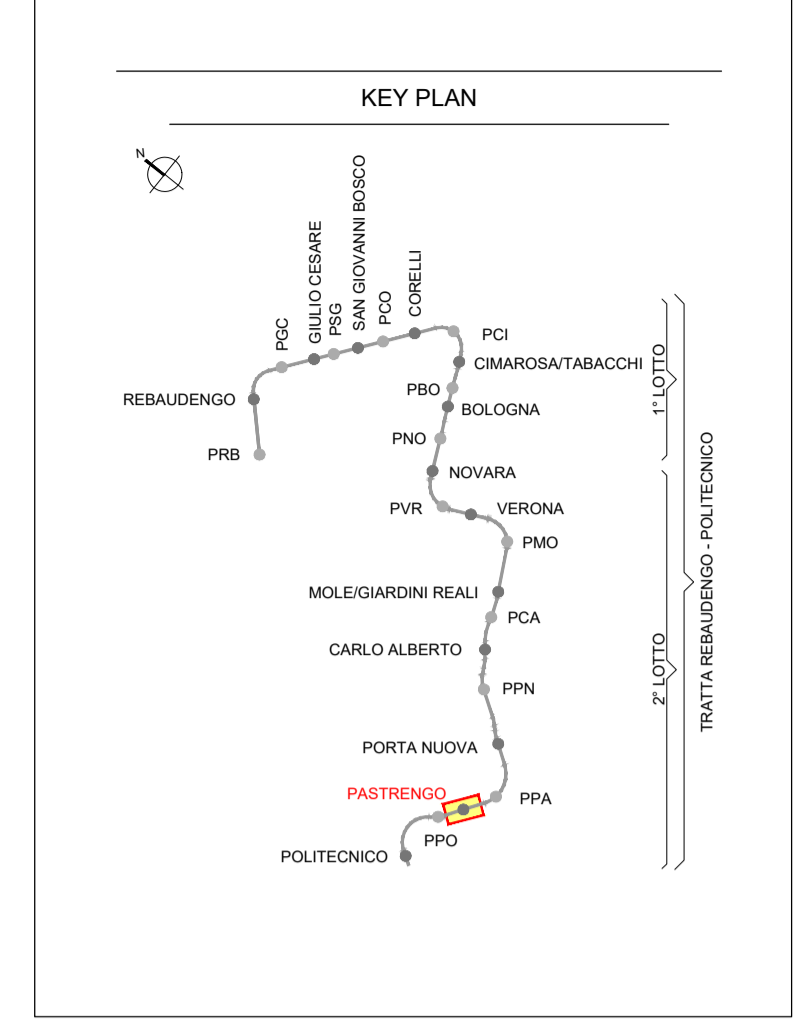 KEY PLAN
N
PGC
GIULIO CESARE
PSG
SAN GIOVANNI BOSCO
PCO
CORELLI
PCI
CIMAROSA/TABACCHI
REBAUDENGO
PBO
BOLOGNA
PNO
PRB
NOVARA
PVR
VERONA
PMO
MOLE/GIARDINI REALI
PCA
CARLO ALBERTO
PPN
PORTA NUOVA
PASTRENGO
PPA
PPO
POLITECNICO
1° LOTTO
2° LOTTO
TRATTA REBAUDENGO - POLITECNICO